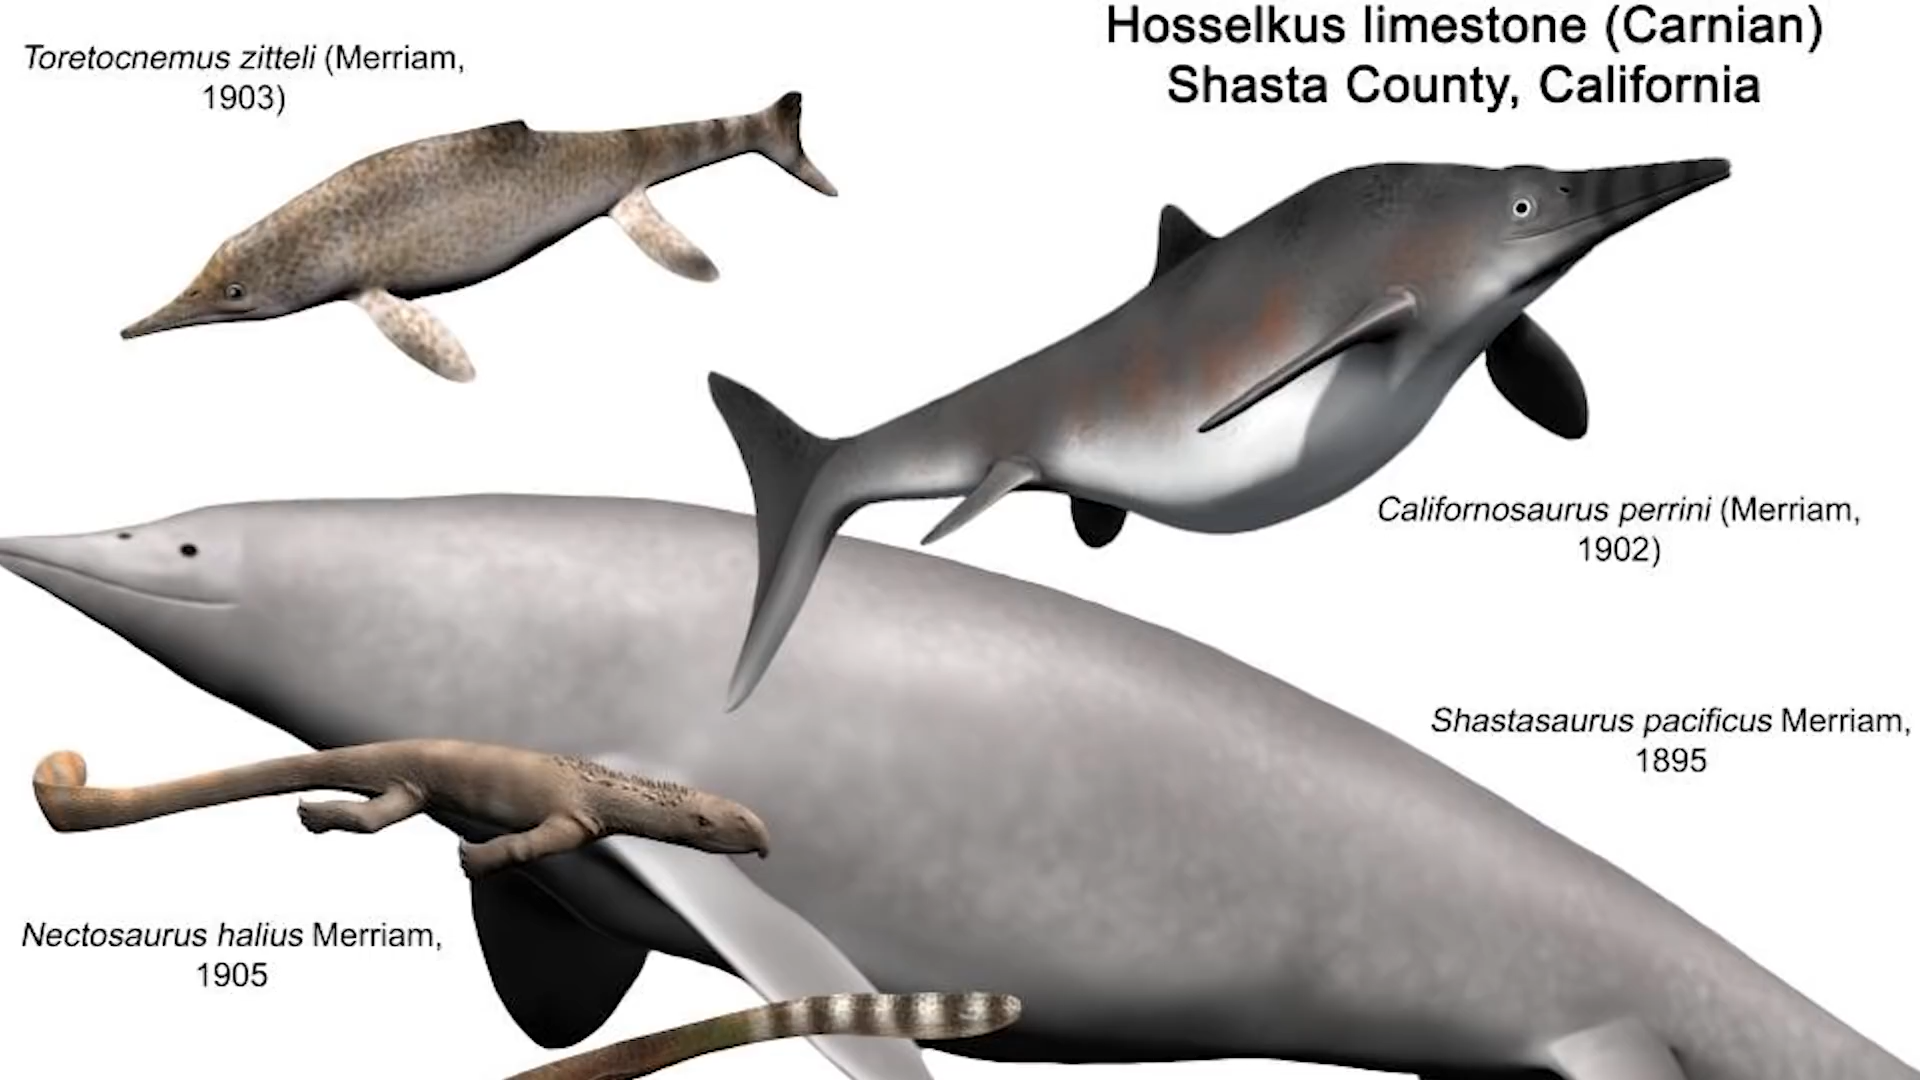 Hosselkus limestone (Carnian)
Shasta County, California
Toretocnemus zitteli (Merriam,
1903)
Californosaurus perrini (Merriam,
1902)
Shastasaurus pacificus Merriam,
1895
Nectosaurus halius Merriam,
1905